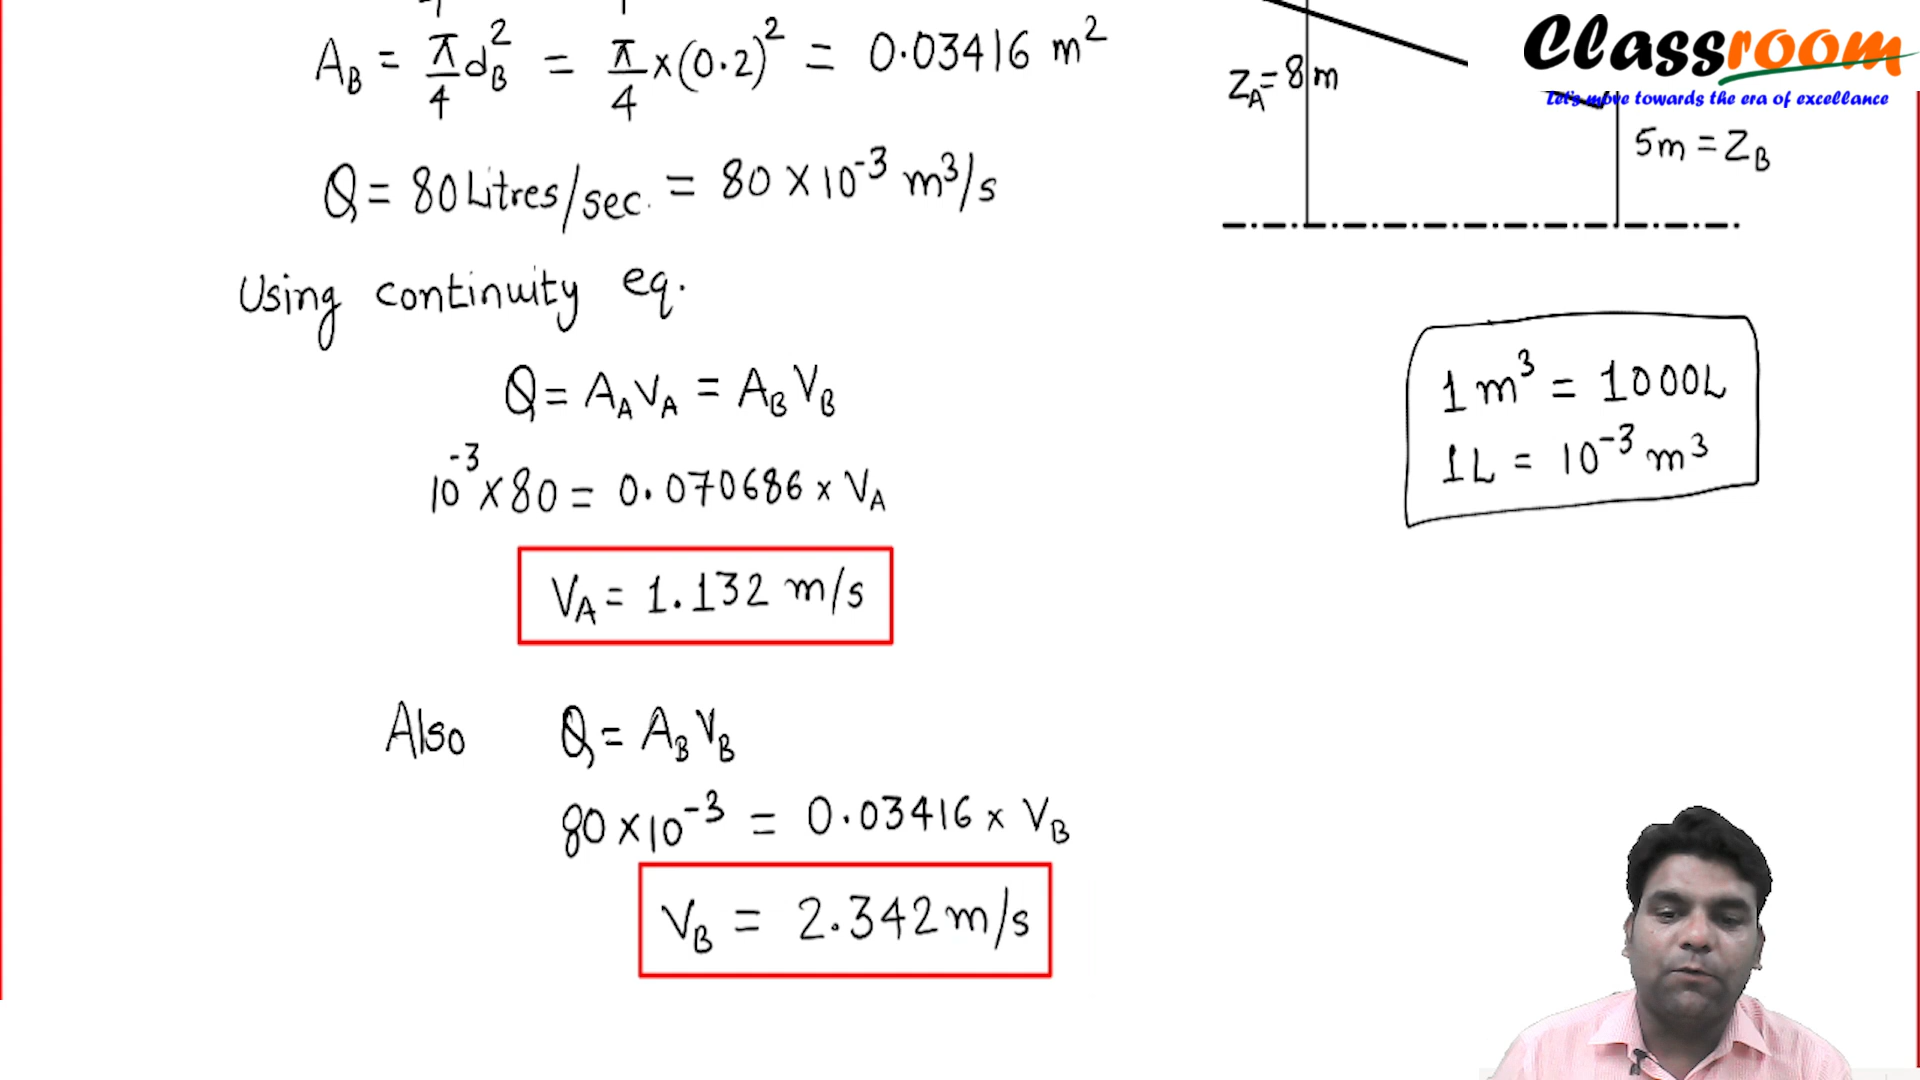 A_B = π/4 d_B^2 = π/4 × (0.2)^2 = 0.03416 m^2
Q = 80 Litres/sec. = 80 × 10^-3 m^3/s
Using continuity eq.
Q = A_A V_A = A_B V_B
10^-3 × 80 = 0.070686 × V_A
V_A = 1.132 m/s
Also Q = A_B V_B
80 × 10^-3 = 0.03416 × V_B
V_B = 2.342 m/s
Classroom
Let's move towards the era of excellance
Z_A = 8m
5m = Z_B
1 m^3 = 1000L
1L = 10^-3 m^3